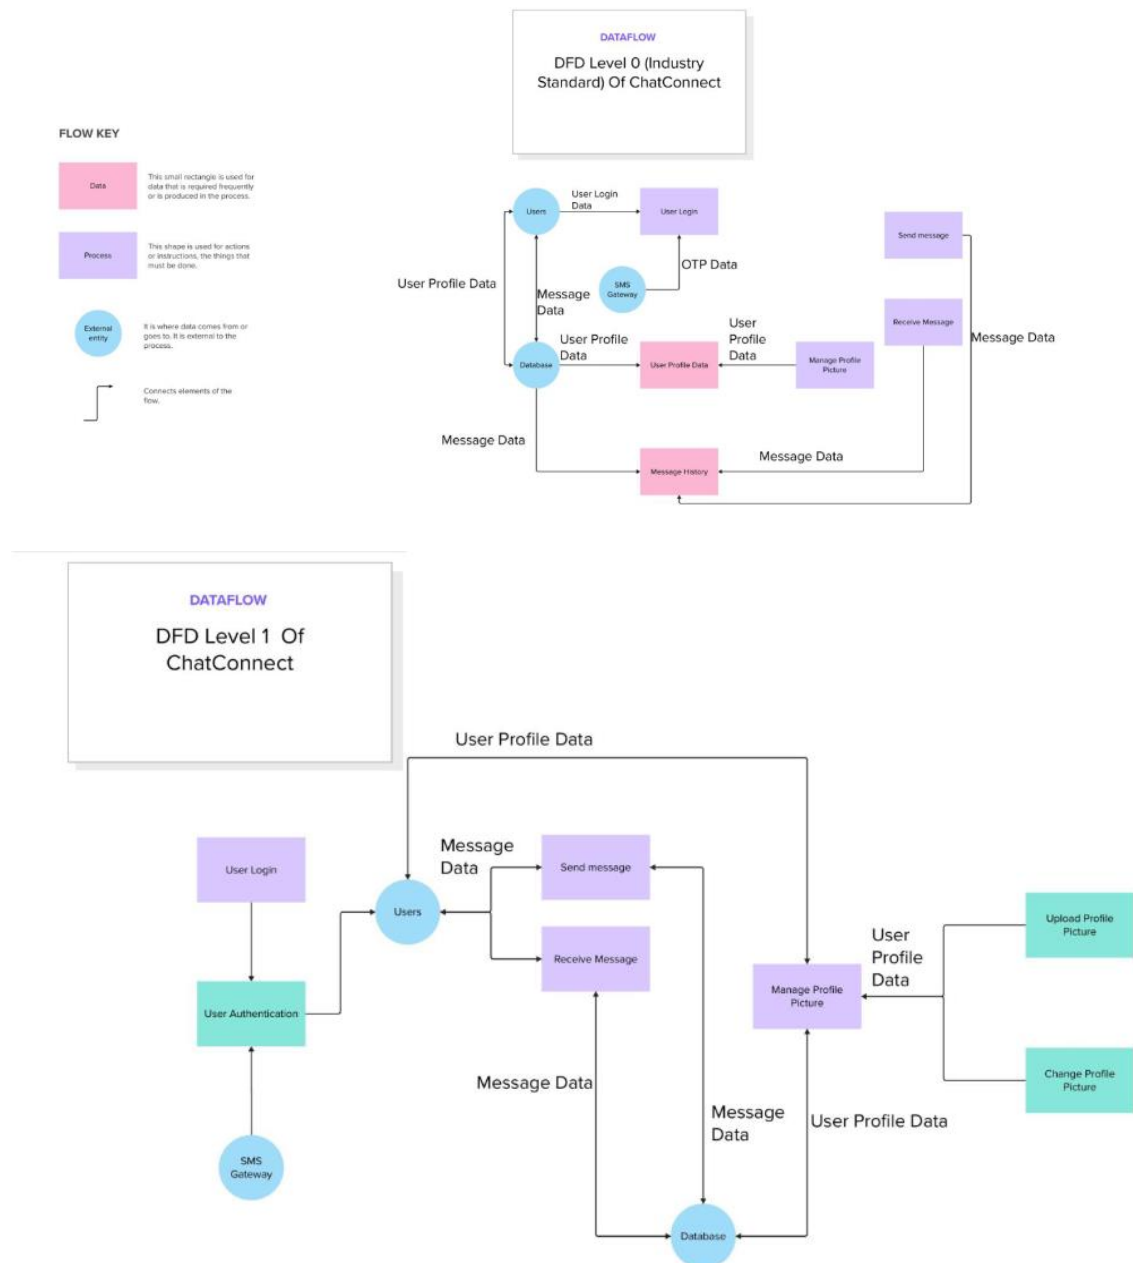 DATAFLOW
DFD Level 0 (Industry
Standard) Of ChatConnect
FLOW KEY
Data
This small rectangle is used for
data that is required frequently
or is produced in the process.
Process
This shape is used for actions
or instructions, the things that
must be done.
External
entity
It is where data comes from or
goes to. It is external to the
process.
Connects elements of the
flow.
Users
User Login
Data
User Login
Send message
OTP Data
SMS
Gateway
User Profile Data
Message
Data
Receive Message
Message Data
Database
User Profile
Data
User Profile Data
User
Profile
Data
Manage Profile
Picture
Message Data
Message Data
Message History
DATAFLOW
DFD Level 1 Of
ChatConnect
User Profile Data
User Login
Message
Data
Send message
Users
Receive Message
User Authentication
User
Profile
Data
Upload Profile
Picture
Manage Profile
Picture
Change Profile
Picture
Message Data
Message
Data
User Profile Data
SMS
Gateway
Database